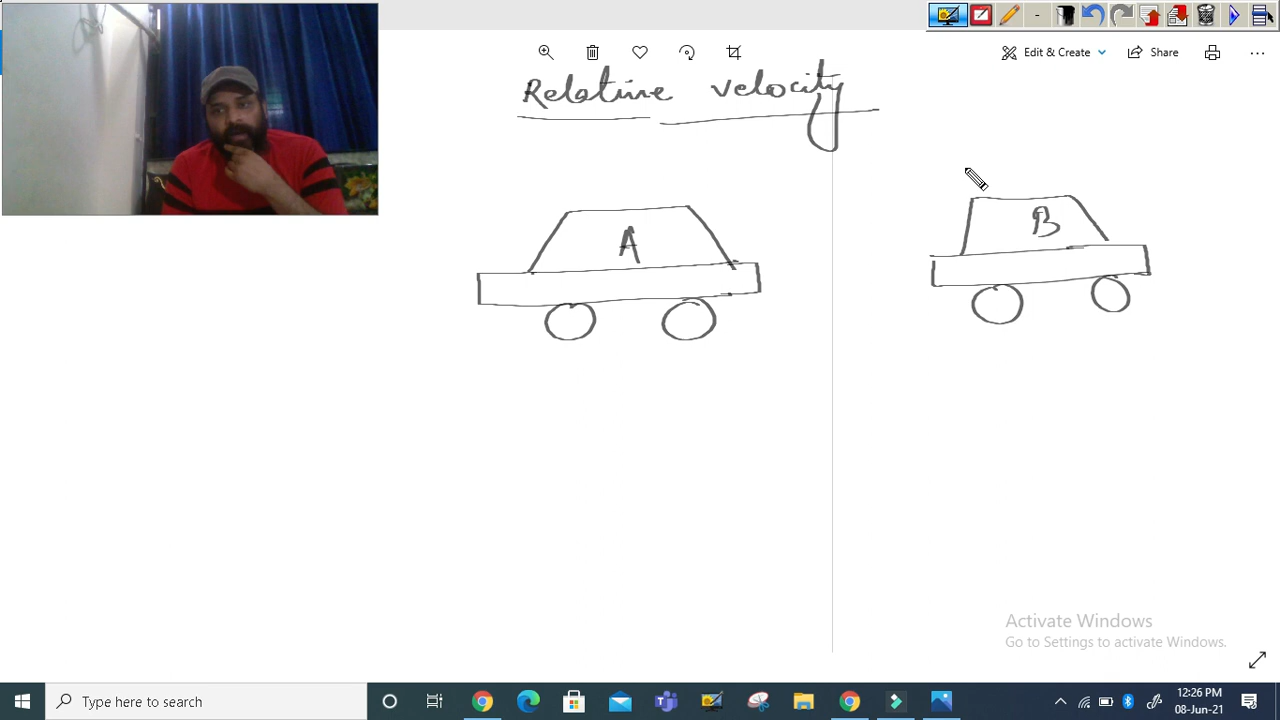 Edit & Create
Share
Relative velocity
A
B
Activate Windows
Go to Settings to activate Windows.
Type here to search
12:26 PM
08-Jun-21